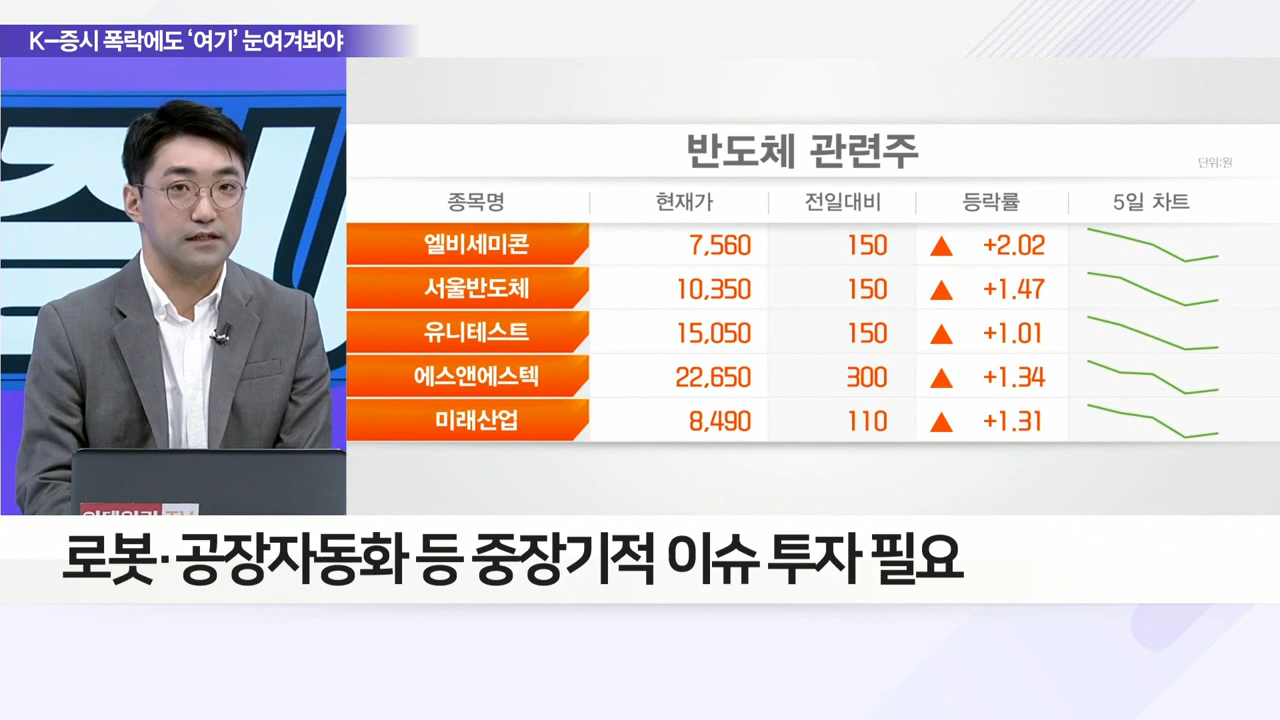 K-증시 폭락에도 '여기' 눈여겨봐야
반도체 관련주
단위:원
종목명 현재가 전일대비 등락률 5일 차트
엘비세미콘 7,560 150 ▲ +2.02
서울반도체 10,350 150 ▲ +1.47
유니테스트 15,050 150 ▲ +1.01
에스앤에스텍 22,650 300 ▲ +1.34
미래산업 8,490 110 ▲ +1.31
로봇·공장자동화 등 중장기적 이슈 투자 필요